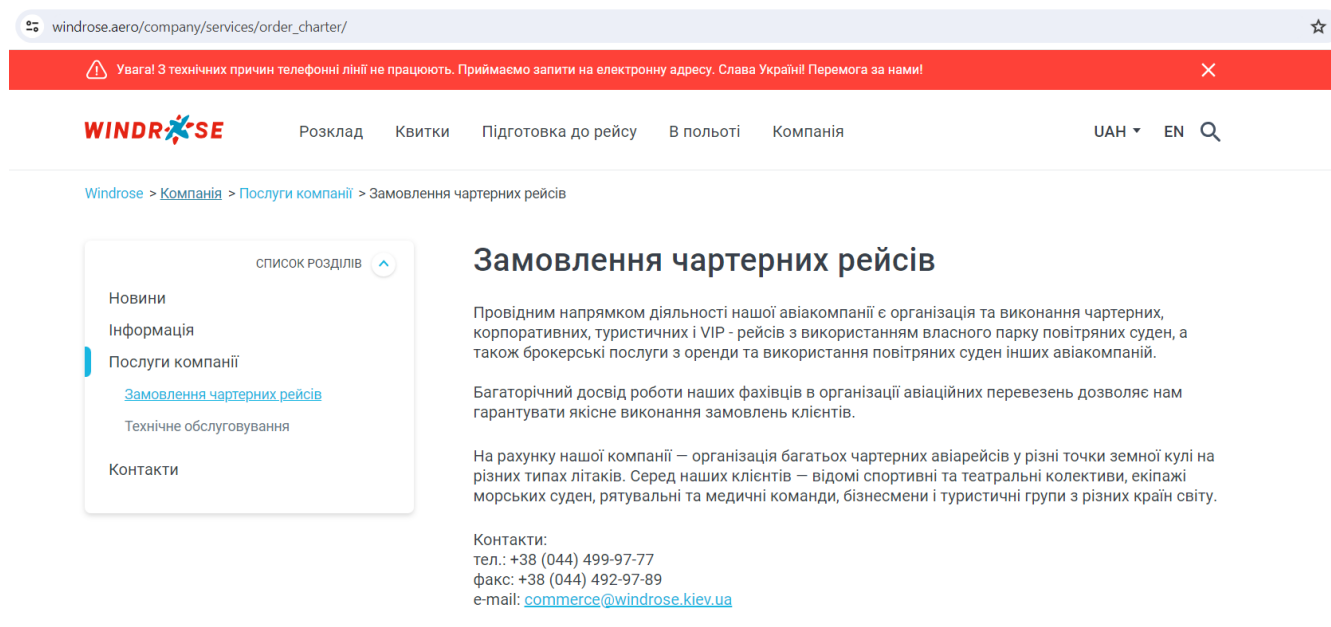 windrose.aero/company/services/order_charter/
Увага! З технічних причин телефонні лінії не працюють. Приймаємо запити на електронну адресу. Слава Україні! Перемога за нами!
WINDROSE
Розклад Квитки Підготовка до рейсу В польоті Компанія UAH EN
Windrose > Компанія > Послуги компанії > Замовлення чартерних рейсів
СПИСОК РОЗДІЛІВ
Новини
Інформація
Послуги компанії
Замовлення чартерних рейсів
Технічне обслуговування
Контакти
Замовлення чартерних рейсів
Провідним напрямком діяльності нашої авіакомпанії є організація та виконання чартерних,
корпоративних, туристичних і VIP - рейсів з використанням власного парку повітряних суден, а
також брокерські послуги з оренди та використання повітряних суден інших авіакомпаній.
Багаторічний досвід роботи наших фахівців в організації авіаційних перевезень дозволяє нам
гарантувати якісне виконання замовлень клієнтів.
На рахунку нашої компанії — організація багатьох чартерних авіарейсів у різні точки земної кулі на
різних типах літаків. Серед наших клієнтів — відомі спортивні та театральні колективи, екіпажі
морських суден, рятувальні та медичні команди, бізнесмени і туристичні групи з різних країн світу.
Контакти:
тел.: +38 (044) 499-97-77
факс: +38 (044) 492-97-89
e-mail: commerce@windrose.kiev.ua